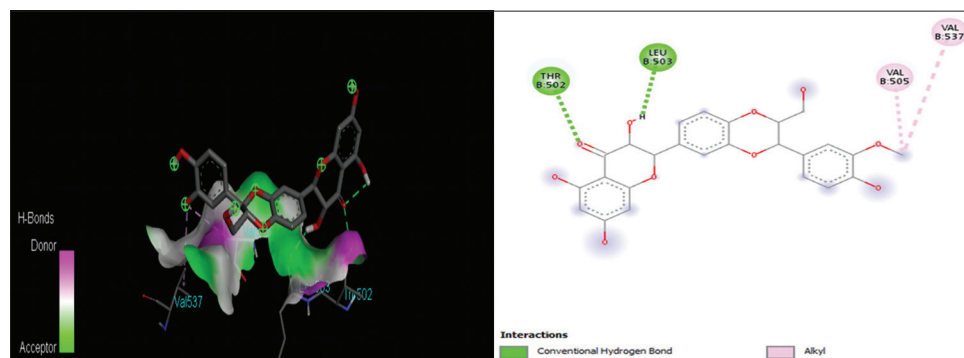 H-Bonds
Donor
Acceptor
Val537
Thr502
THR
B:502
LEU
B:503
VAL
B:505
VAL
B:537
O
O
H
O
O
O
O
O
O
O
O
Interactions
Conventional Hydrogen Bond
Alkyl